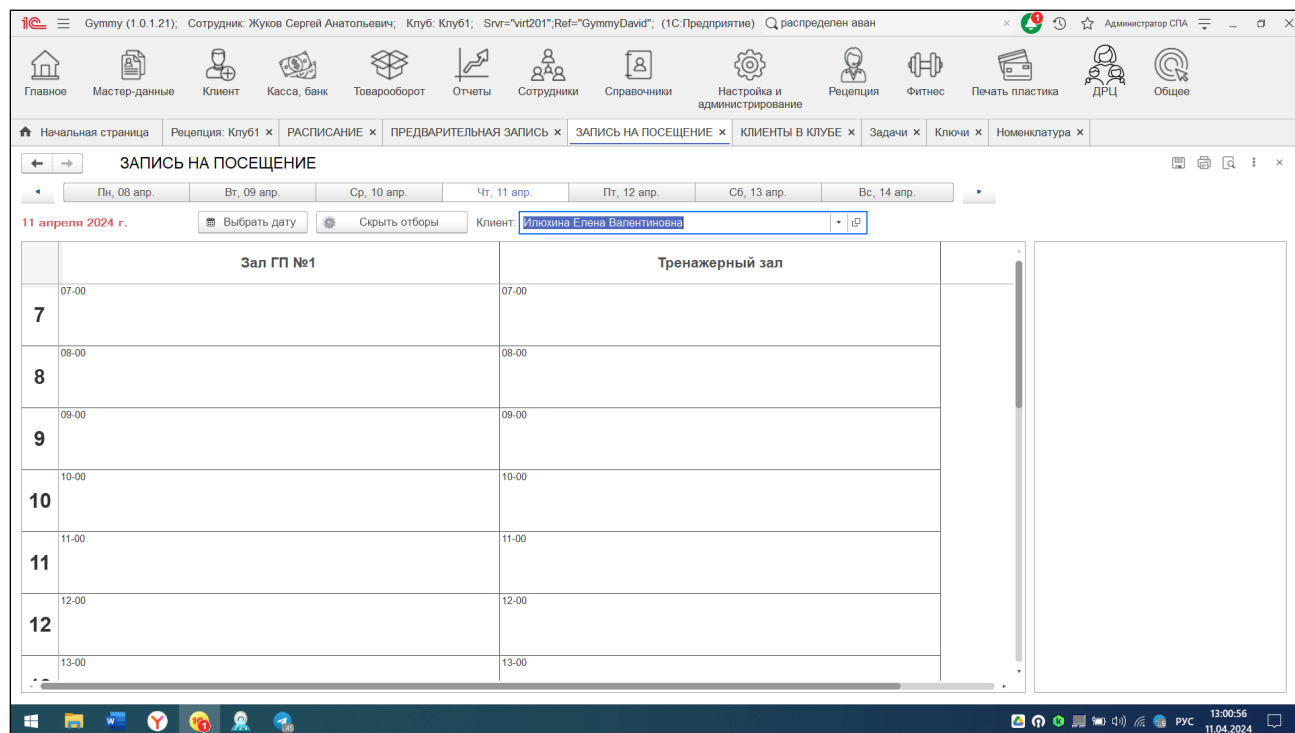 Gymmy (1.0.1.21); Сотрудник: Жуков Сергей Анатольевич; Клуб: Клуб1; Srvr="virt201";Ref="GymmyDavid"; (1С:Предприятие) распределен аван × 1 Администратор СПА
Главное Мастер-данные Клиент Касса, банк Товарооборот Отчеты Сотрудники Справочники Настройка и администрирование Рецепция Фитнес Печать пластика ДРЦ Общее
Начальная страница Рецепция: Клуб1 × РАСПИСАНИЕ × ПРЕДВАРИТЕЛЬНАЯ ЗАПИСЬ × ЗАПИСЬ НА ПОСЕЩЕНИЕ × КЛИЕНТЫ В КЛУБЕ × Задачи × Ключи × Номенклатура ×
ЗАПИСЬ НА ПОСЕЩЕНИЕ
Пн, 08 апр. Вт, 09 апр. Ср, 10 апр. Чт, 11 апр. Пт, 12 апр. Сб, 13 апр. Вс, 14 апр.
11 апреля 2024 г. Выбрать дату Скрыть отборы Клиент: Илюхина Елена Валентиновна
Зал ГП №1 Тренажерный зал
07-00 07-00
7
08-00 08-00
8
09-00 09-00
9
10-00 10-00
10
11-00 11-00
11
12-00 12-00
12
13-00 13-00
45 РУС 13:00:56
11.04.2024